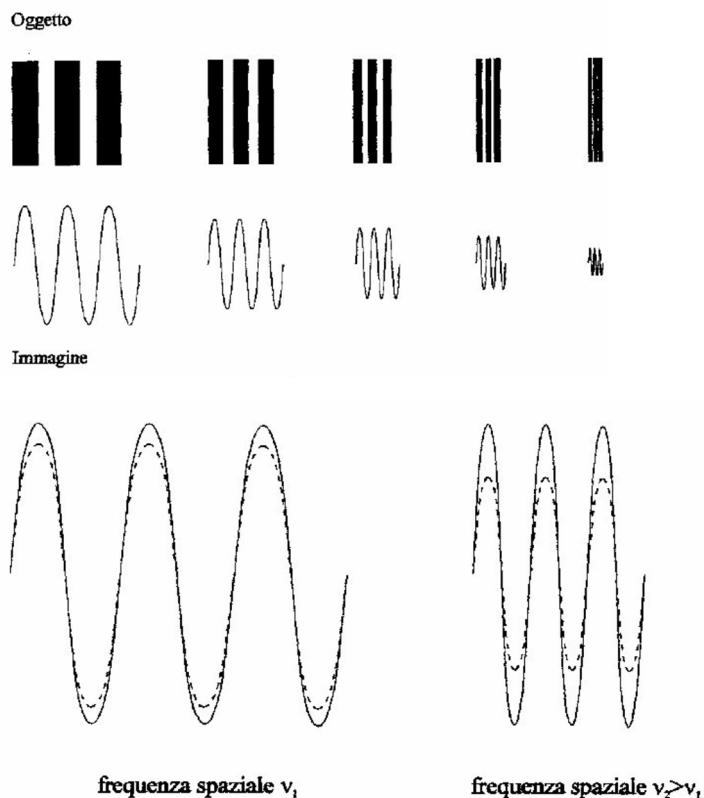 Oggetto
Immagine
frequenza spaziale ν₁
frequenza spaziale ν₂>ν₁